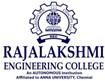 RAJALAKSHMI
ENGINEERING COLLEGE
An AUTONOMOUS Institution
Affiliated to ANNA UNIVERSITY, Chennai